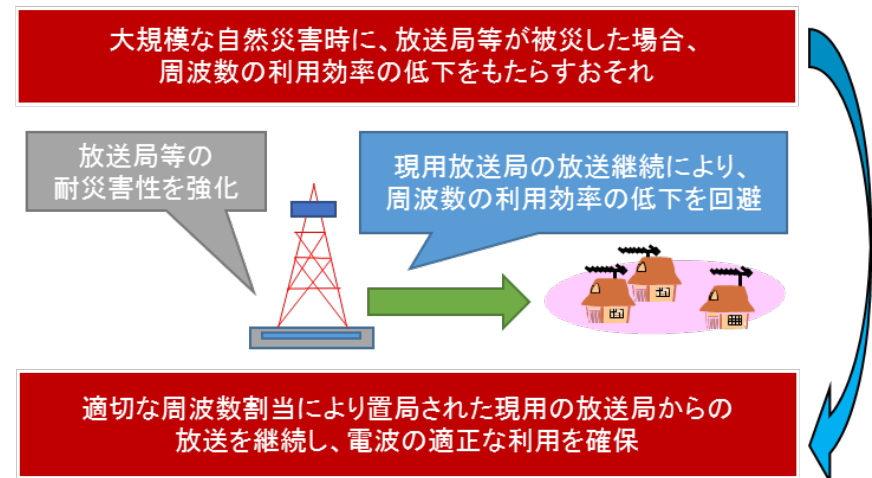 大規模な自然災害時に、放送局等が被災した場合、
周波数の利用効率の低下をもたらすおそれ
放送局等の
耐災害性を強化
現用放送局の放送継続により、
周波数の利用効率の低下を回避
適切な周波数割当により置局された現用の放送局からの
放送を継続し、電波の適正な利用を確保